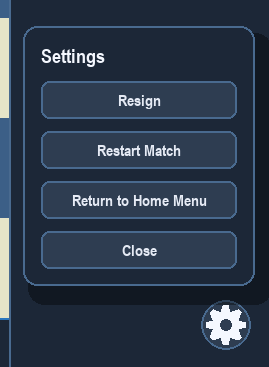 Settings
Resign
Restart Match
Return to Home Menu
Close